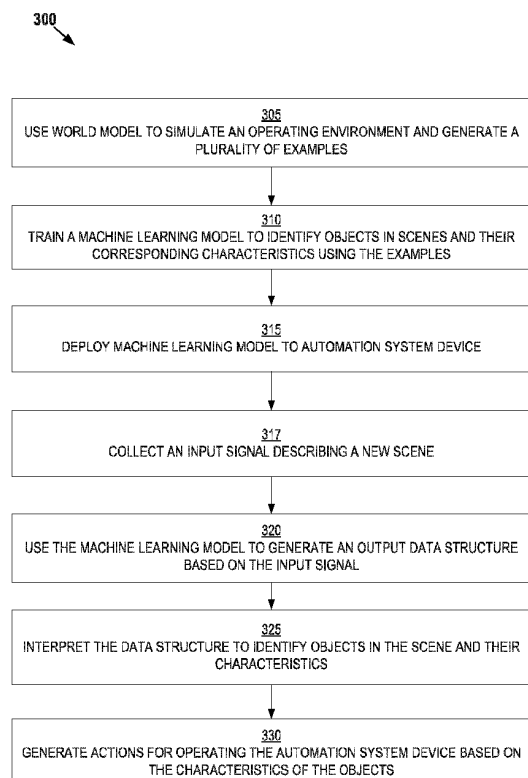 300
305
USE WORLD MODEL TO SIMULATE AN OPERATING ENVIRONMENT AND GENERATE A
PLURALITY OF EXAMPLES
310
TRAIN A MACHINE LEARNING MODEL TO IDENTIFY OBJECTS IN SCENES AND THEIR
CORRESPONDING CHARACTERISTICS USING THE EXAMPLES
315
DEPLOY MACHINE LEARNING MODEL TO AUTOMATION SYSTEM DEVICE
317
COLLECT AN INPUT SIGNAL DESCRIBING A NEW SCENE
320
USE THE MACHINE LEARNING MODEL TO GENERATE AN OUTPUT DATA STRUCTURE
BASED ON THE INPUT SIGNAL
325
INTERPRET THE DATA STRUCTURE TO IDENTIFY OBJECTS IN THE SCENE AND THEIR
CHARACTERISTICS
330
GENERATE ACTIONS FOR OPERATING THE AUTOMATION SYSTEM DEVICE BASED ON
THE CHARACTERISTICS OF THE OBJECTS